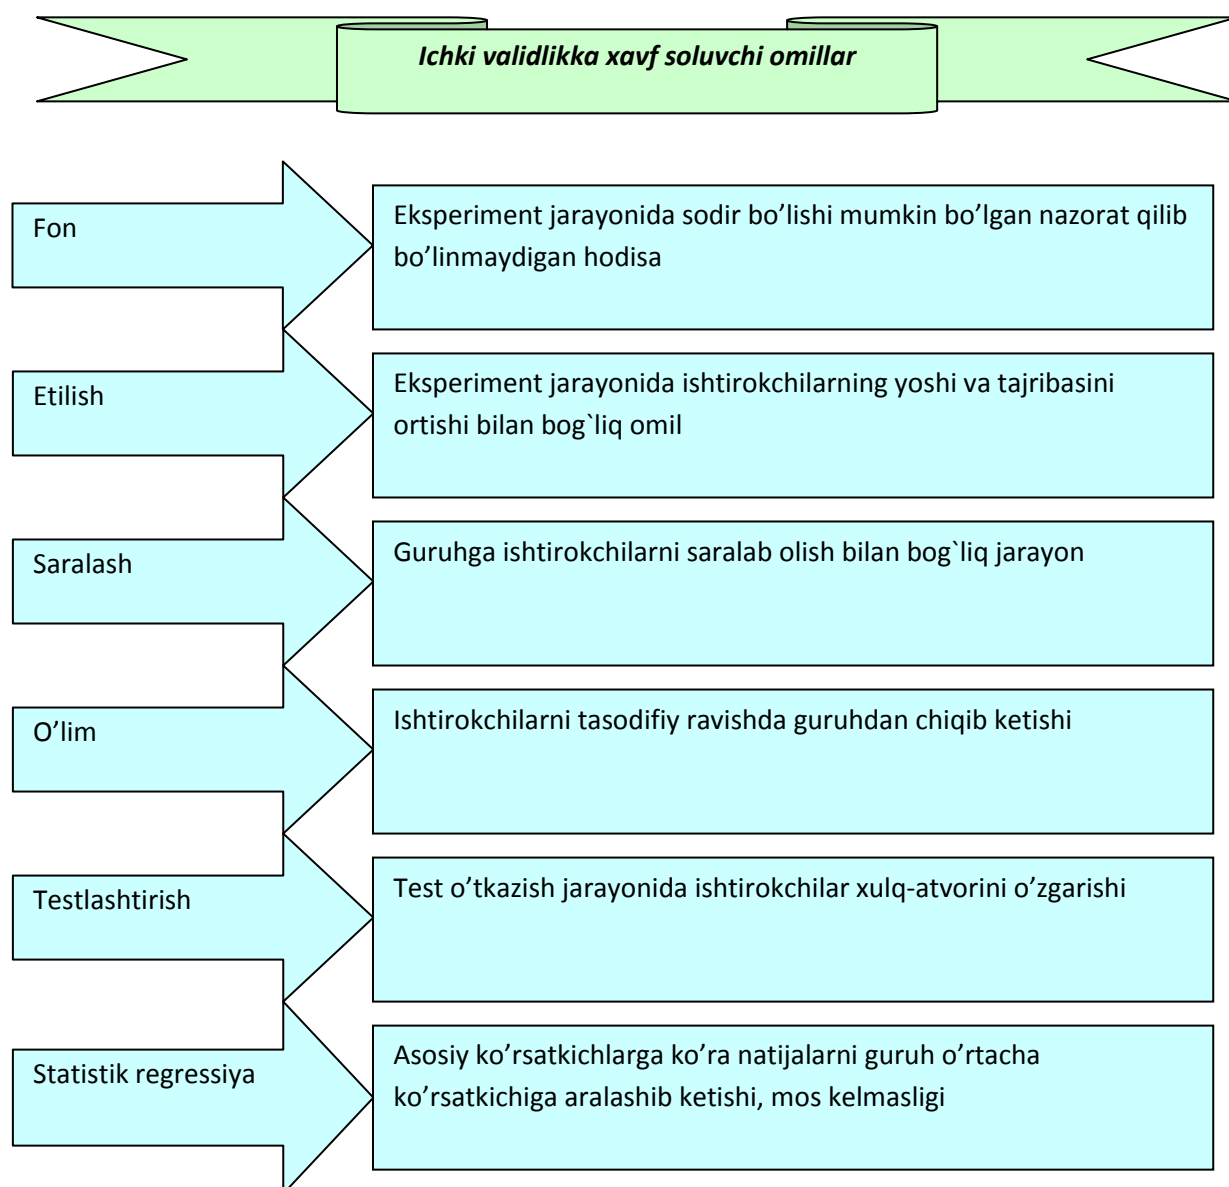 Ichki validlikka xavf soluvchi omillar
Fon
Eksperiment jarayonida sodir bo’lishi mumkin bo’lgan nazorat qilib
bo’linmaydigan hodisa
Etilish
Eksperiment jarayonida ishtirokchilarning yoshi va tajribasini
ortishi bilan bog`liq omil
Saralash
Guruhga ishtirokchilarni saralab olish bilan bog`liq jarayon
O’lim
Ishtirokchilarni tasodifiy ravishda guruhdan chiqib ketishi
Testlashtirish
Test o’tkazish jarayonida ishtirokchilar xulq-atvorini o’zgarishi
Statistik regressiya
Asosiy ko’rsatkichlarga ko’ra natijalarni guruh o’rtacha
ko’rsatkichiga aralashib ketishi, mos kelmasligi